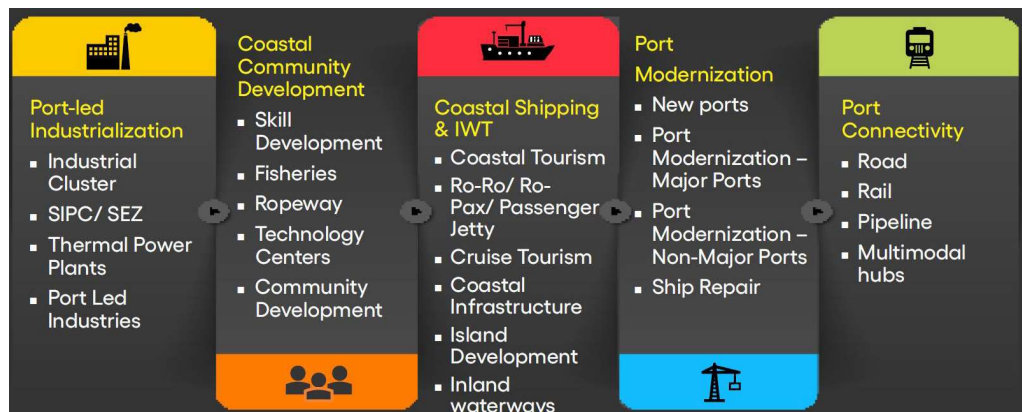 Port-led
Industrialization
▪ Industrial
Cluster
▪ SIPC/ SEZ
▪ Thermal Power
Plants
▪ Port Led
Industries
Coastal
Community
Development
▪ Skill
Development
▪ Fisheries
▪ Ropeway
▪ Technology
Centers
▪ Community
Development
Coastal Shipping
& IWT
▪ Coastal Tourism
▪ Ro-Ro/ Ro-
Pax/ Passenger
Jetty
▪ Cruise Tourism
▪ Coastal
Infrastructure
▪ Island
Development
▪ Inland
waterways
Port
Modernization
▪ New ports
▪ Port
Modernization –
Major Ports
▪ Port
Modernization –
Non-Major Ports
▪ Ship Repair
Port
Connectivity
▪ Road
▪ Rail
▪ Pipeline
▪ Multimodal
hubs